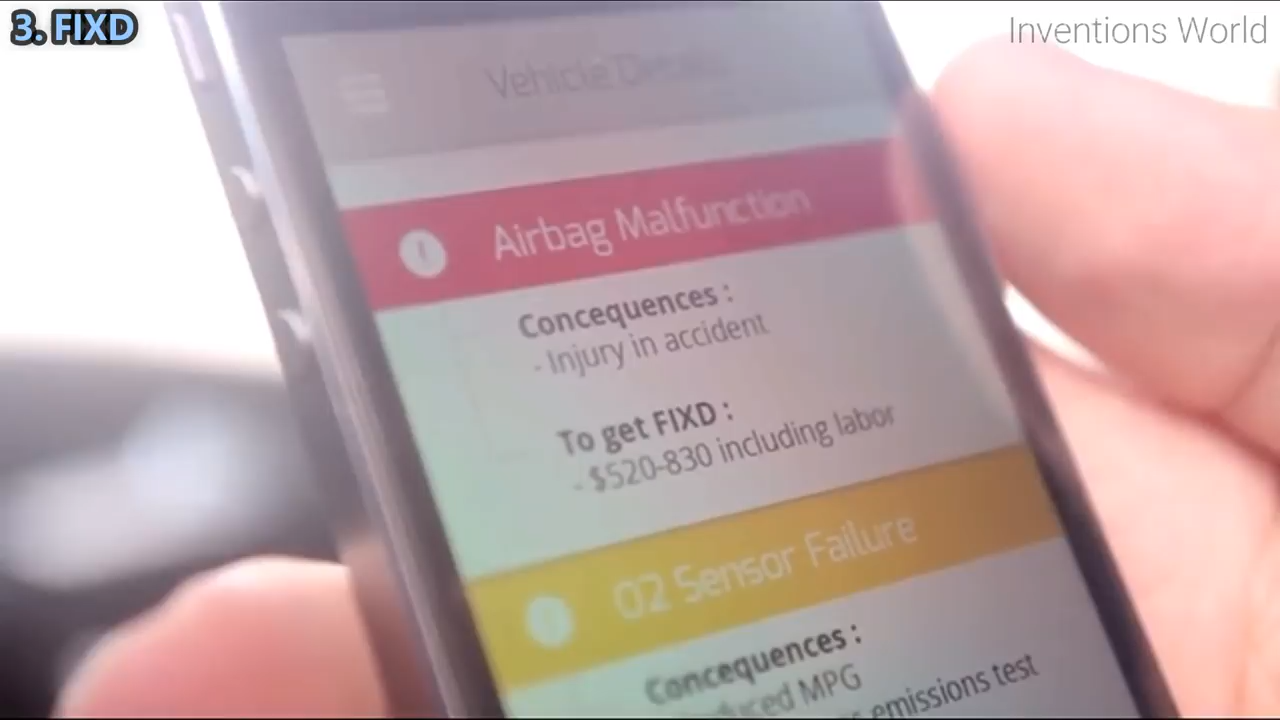 3. FIXD
Inventions World
Vehicle Details
Airbag Malfunction
Concequences :
- Injury in accident
To get FIXD :
- $520-830 including labor
O2 Sensor Failure
Concequences :
MPG
emissions test